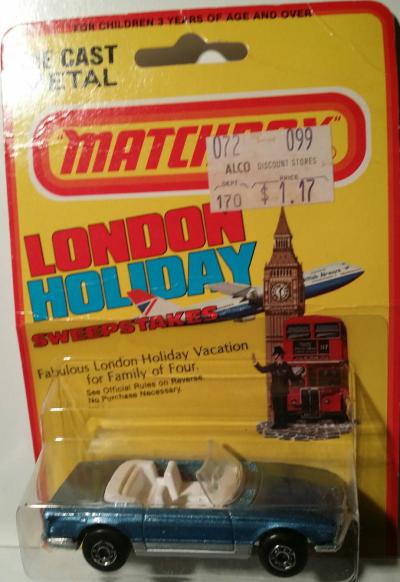 FOR CHILDREN 3 YEARS OF AGE AND OVER
DIE CAST
METAL
"MATCHBOX"
072 099
ALCO DISCOUNT STORES
DEPT PRICE
170 $1.17
LONDON
HOLIDAY
British Airways
SWEEPSTAKES
Fabulous London Holiday Vacation
for Family of Four.
See Official Rules on Reverse.
No Purchase Necessary.